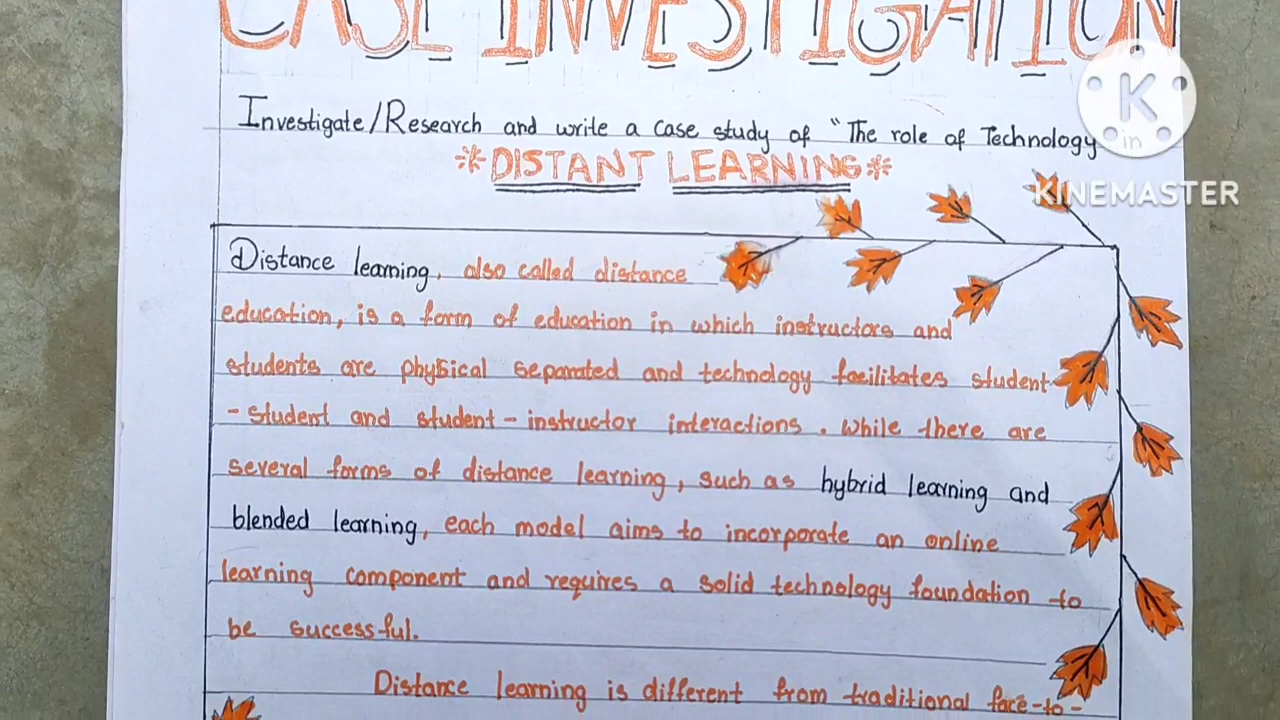 CASE INVESTIGATION
Investigate/Research and write a case study of "The role of Technology in
DISTANT LEARNING
KINEMASTER
Distance learning, also called distance
education, is a form of education in which instructors and
students are physical separated and technology facilitates student
-student and student-instructor interactions. While there are
several forms of distance learning, such as hybrid learning and
blended learning, each model aims to incorporate an online
learning component and requires a solid technology foundation to
be successful.
Distance learning is different from traditional face-to-